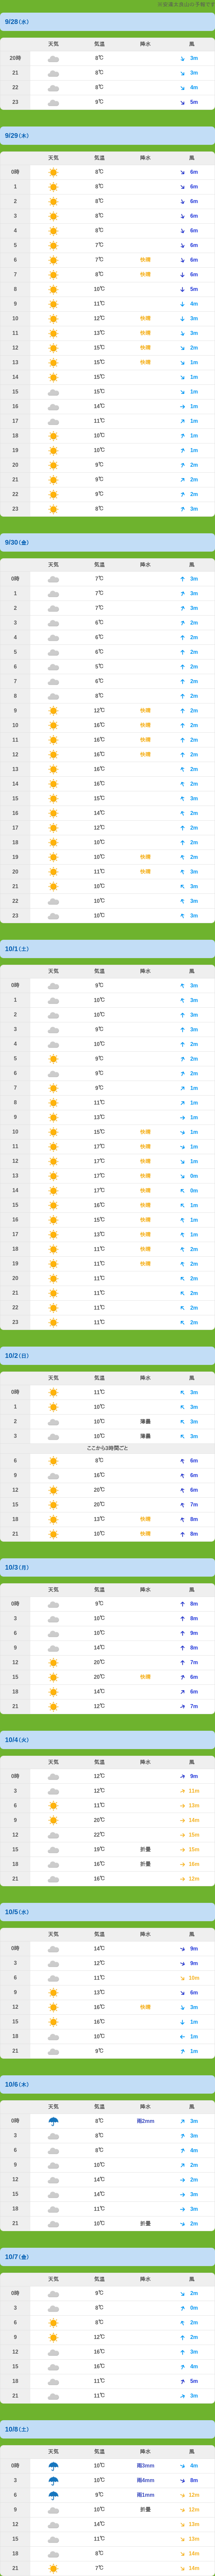 9/28(水)
天気 気温 降水 風
20時 8℃ 3m
21 8℃ 3m
22 8℃ 4m
23 9℃ 5m
9/29(木)
天気 気温 降水 風
0時 8℃ 6m
1 8℃ 6m
2 8℃ 6m
3 8℃ 6m
4 8℃ 6m
5 7℃ 6m
6 7℃ 快晴 6m
7 8℃ 快晴 6m
8 10℃ 5m
9 11℃ 4m
10 12℃ 快晴 3m
11 13℃ 快晴 3m
12 15℃ 快晴 2m
13 15℃ 快晴 1m
14 15℃ 1m
15 15℃ 1m
16 14℃ 1m
17 11℃ 1m
18 10℃ 1m
19 10℃ 1m
20 9℃ 2m
21 9℃ 2m
22 9℃ 2m
23 8℃ 3m
9/30(金)
天気 気温 降水 風
0時 7℃ 3m
1 7℃ 3m
2 7℃ 3m
3 6℃ 2m
4 6℃ 2m
5 6℃ 2m
6 5℃ 2m
7 6℃ 2m
8 8℃ 2m
9 12℃ 快晴 2m
10 16℃ 快晴 2m
11 16℃ 快晴 2m
12 16℃ 快晴 2m
13 16℃ 2m
14 16℃ 2m
15 15℃ 3m
16 14℃ 2m
17 12℃ 2m
18 10℃ 2m
19 10℃ 快晴 2m
20 11℃ 快晴 3m
21 10℃ 3m
22 10℃ 3m
23 10℃ 3m
10/1(土)
天気 気温 降水 風
0時 9℃ 3m
1 10℃ 3m
2 10℃ 3m
3 9℃ 3m
4 10℃ 2m
5 9℃ 2m
6 9℃ 2m
7 9℃ 1m
8 11℃ 1m
9 13℃ 1m
10 15℃ 快晴 1m
11 17℃ 快晴 1m
12 17℃ 快晴 1m
13 17℃ 快晴 0m
14 17℃ 快晴 0m
15 16℃ 快晴 1m
16 15℃ 快晴 1m
17 13℃ 快晴 1m
18 11℃ 快晴 2m
19 11℃ 快晴 2m
20 11℃ 2m
21 11℃ 2m
22 11℃ 2m
23 11℃ 2m
10/2(日)
天気 気温 降水 風
0時 11℃ 3m
1 10℃ 3m
2 10℃ 薄曇 3m
3 10℃ 薄曇 3m
ここから3時間ごと
6 8℃ 6m
9 16℃ 6m
12 20℃ 6m
15 20℃ 7m
18 13℃ 快晴 8m
21 10℃ 快晴 8m
10/3(月)
天気 気温 降水 風
0時 9℃ 8m
3 10℃ 8m
6 10℃ 9m
9 14℃ 8m
12 20℃ 7m
15 20℃ 快晴 6m
18 14℃ 6m
21 12℃ 7m
10/4(火)
天気 気温 降水 風
0時 12℃ 9m
3 12℃ 11m
6 11℃ 13m
9 20℃ 14m
12 22℃ 15m
15 19℃ 折曇 15m
18 16℃ 折曇 16m
21 16℃ 12m
10/5(水)
天気 気温 降水 風
0時 14℃ 9m
3 12℃ 9m
6 11℃ 10m
9 13℃ 6m
12 16℃ 快晴 3m
15 16℃ 1m
18 10℃ 1m
21 9℃ 1m
10/6(木)
天気 気温 降水 風
0時 8℃ 雨2mm 3m
3 8℃ 3m
6 8℃ 4m
9 10℃ 2m
12 14℃ 2m
15 14℃ 3m
18 11℃ 3m
21 10℃ 折曇 2m
10/7(金)
天気 気温 降水 風
0時 9℃ 2m
3 8℃ 0m
6 8℃ 2m
9 12℃ 2m
12 16℃ 3m
15 16℃ 4m
18 11℃ 5m
21 11℃ 3m
10/8(土)
天気 気温 降水 風
0時 10℃ 雨3mm 4m
3 10℃ 雨4mm 8m
6 9℃ 雨1mm 12m
9 10℃ 折曇 12m
12 14℃ 13m
15 11℃ 13m
18 8℃ 14m
21 7℃ 14m